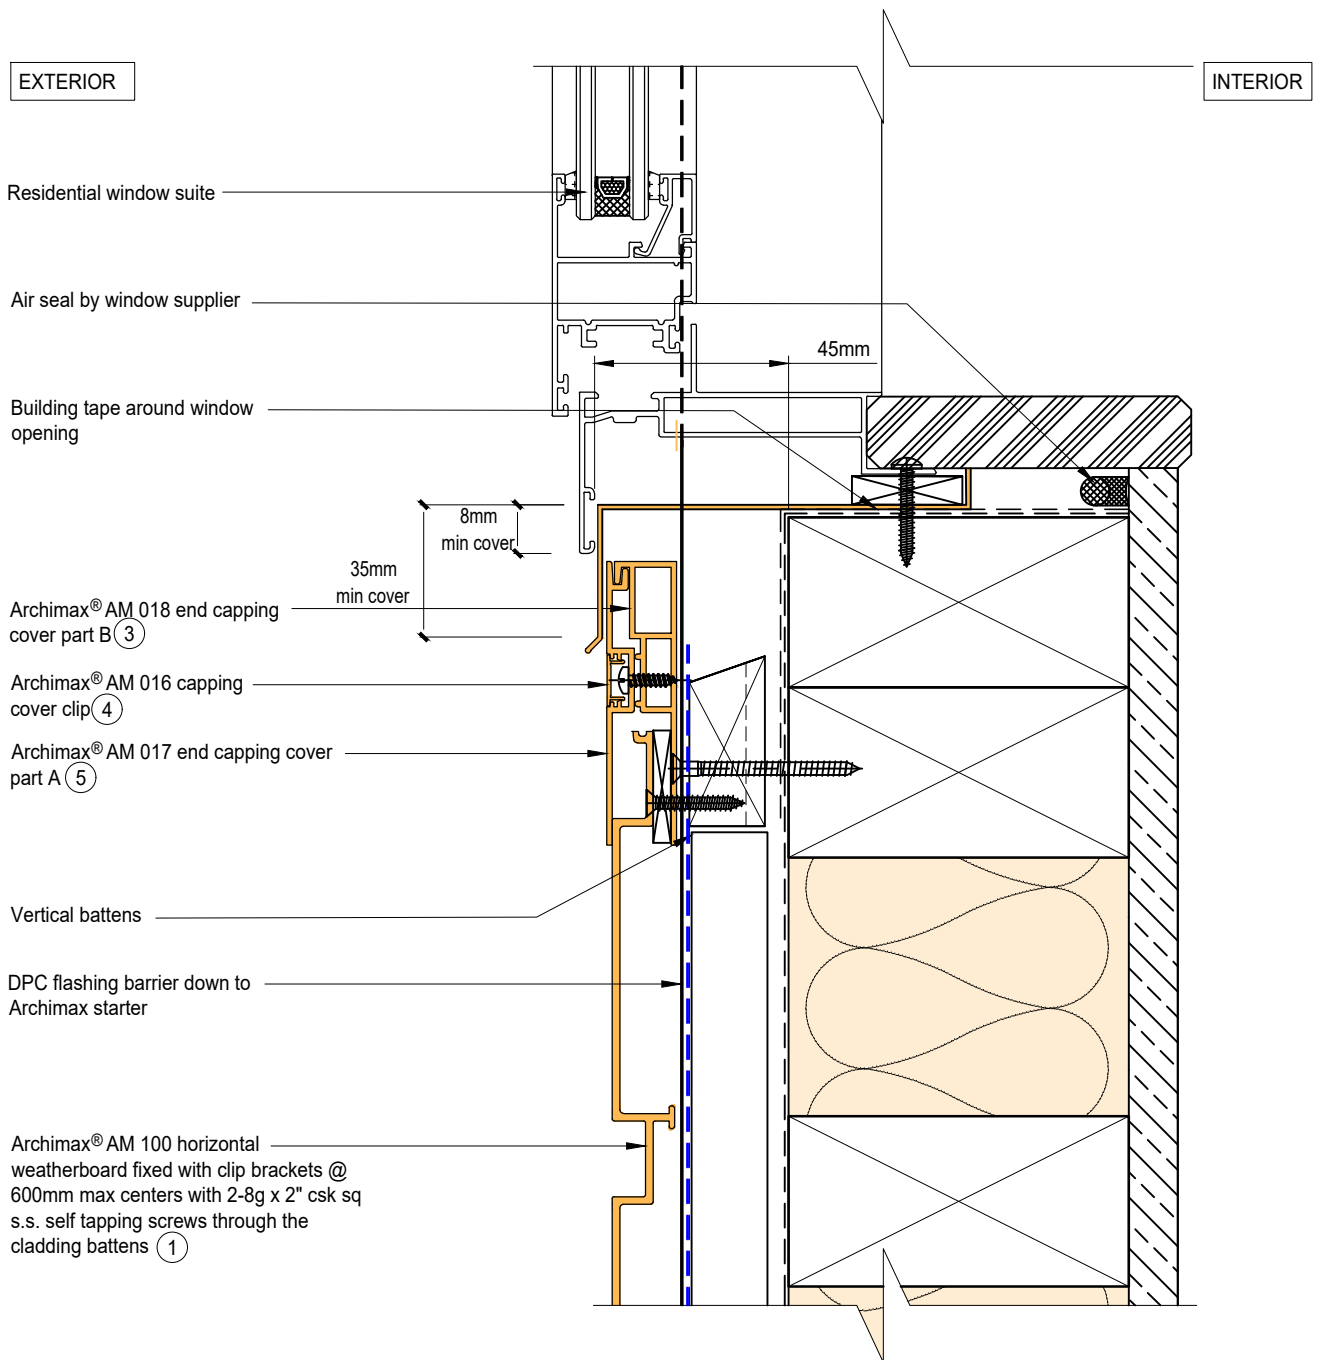 EXTERIOR
INTERIOR
Residential window suite
Air seal by window supplier
45mm
Building tape around window
opening
8mm
min cover
35mm
min cover
Archimax® AM 018 end capping
cover part B 3
Archimax® AM 016 capping
cover clip 4
Archimax® AM 017 end capping cover
part A 5
Vertical battens
DPC flashing barrier down to
Archimax starter
Archimax® AM 100 horizontal
weatherboard fixed with clip brackets @
600mm max centers with 2-8g x 2" csk sq
s.s. self tapping screws through the
cladding battens 1